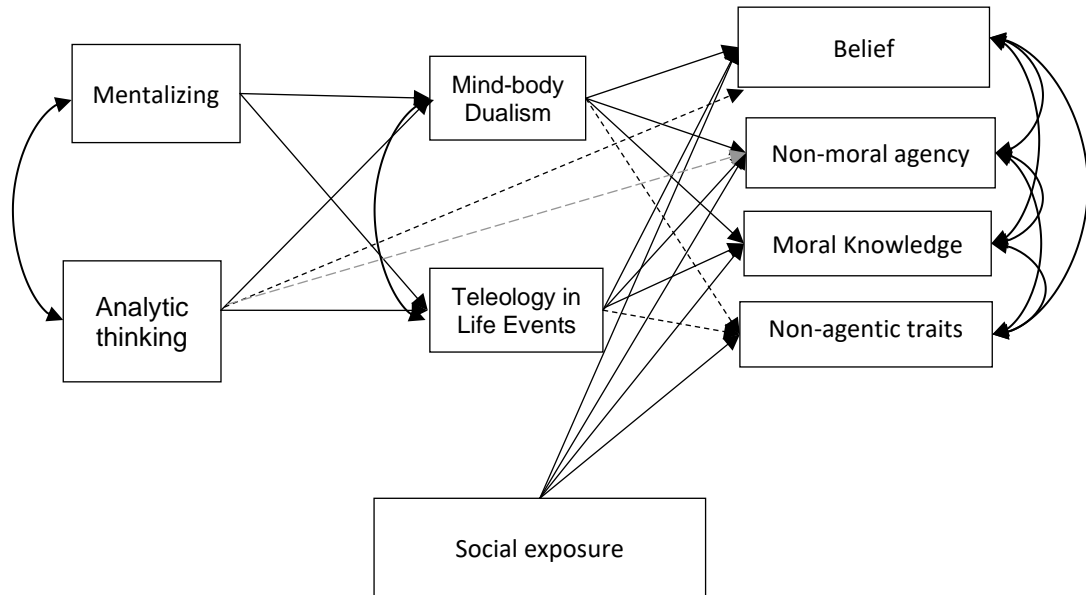 Mentalizing
Analytic
thinking
Mind-body
Dualism
Teleology in
Life Events
Belief
Non-moral agency
Moral Knowledge
Non-agentic traits
Social exposure